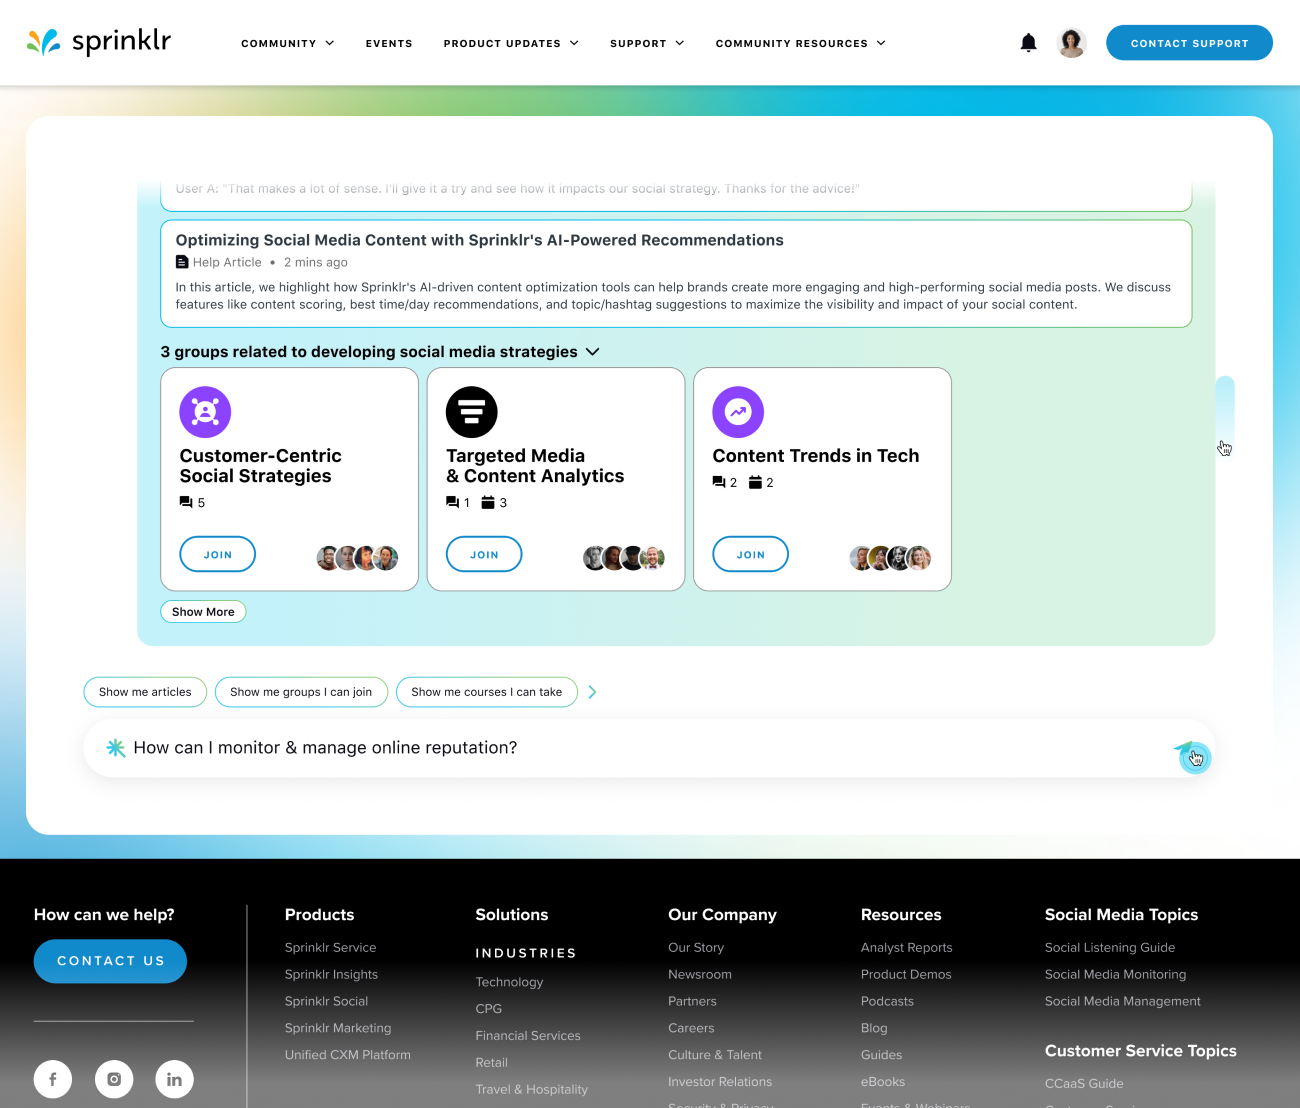 sprinklr
COMMUNITY
EVENTS
PRODUCT UPDATES
SUPPORT
COMMUNITY RESOURCES
CONTACT SUPPORT
User A: "That makes a lot of sense. I'll give it a try and see how it impacts our social strategy. Thanks for the advice!"
Optimizing Social Media Content with Sprinklr's AI-Powered Recommendations
Help Article • 2 mins ago
In this article, we highlight how Sprinklr's AI-driven content optimization tools can help brands create more engaging and high-performing social media posts. We discuss
features like content scoring, best time/day recommendations, and topic/hashtag suggestions to maximize the visibility and impact of your social content.
3 groups related to developing social media strategies
Customer-Centric
Social Strategies
5
JOIN
Targeted Media
& Content Analytics
1 3
JOIN
Content Trends in Tech
2 2
JOIN
Show More
Show me articles
Show me groups I can join
Show me courses I can take
How can I monitor & manage online reputation?
How can we help?
CONTACT US
Products
Sprinklr Service
Sprinklr Insights
Sprinklr Social
Sprinklr Marketing
Unified CXM Platform
Solutions
INDUSTRIES
Technology
CPG
Financial Services
Retail
Travel & Hospitality
Our Company
Our Story
Newsroom
Partners
Careers
Culture & Talent
Investor Relations
Security & Privacy
Resources
Analyst Reports
Product Demos
Podcasts
Blog
Guides
eBooks
Events & Webinars
Social Media Topics
Social Listening Guide
Social Media Monitoring
Social Media Management
Customer Service Topics
CCaaS Guide